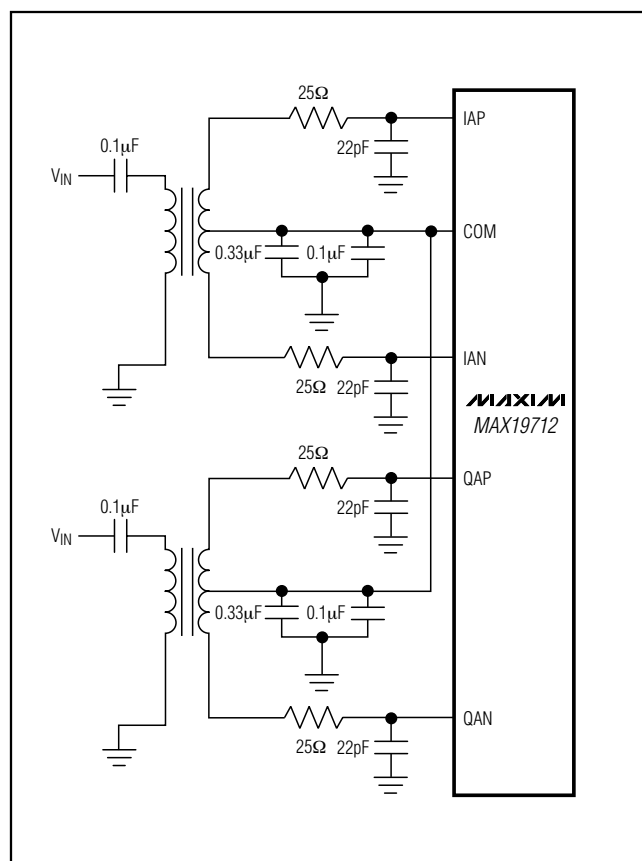 25Ω
IAP
0.1µF
22pF
VIN
COM
0.33µF 0.1µF
IAN
25Ω 22pF
MAXIM
MAX19712
25Ω
QAP
0.1µF
22pF
VIN
0.33µF 0.1µF
QAN
25Ω 22pF